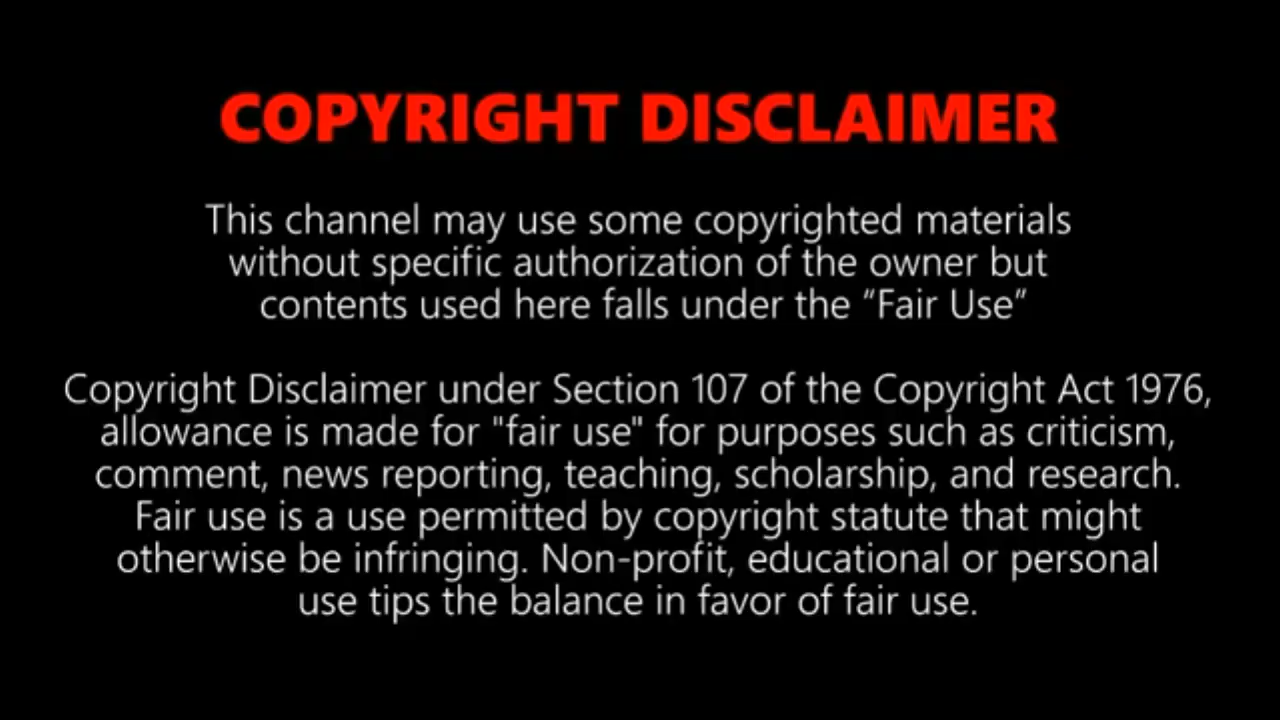 COPYRIGHT DISCLAIMER
This channel may use some copyrighted materials
without specific authorization of the owner but
contents used here falls under the “Fair Use”
Copyright Disclaimer under Section 107 of the Copyright Act 1976,
allowance is made for "fair use" for purposes such as criticism,
comment, news reporting, teaching, scholarship, and research.
Fair use is a use permitted by copyright statute that might
otherwise be infringing. Non-profit, educational or personal
use tips the balance in favor of fair use.